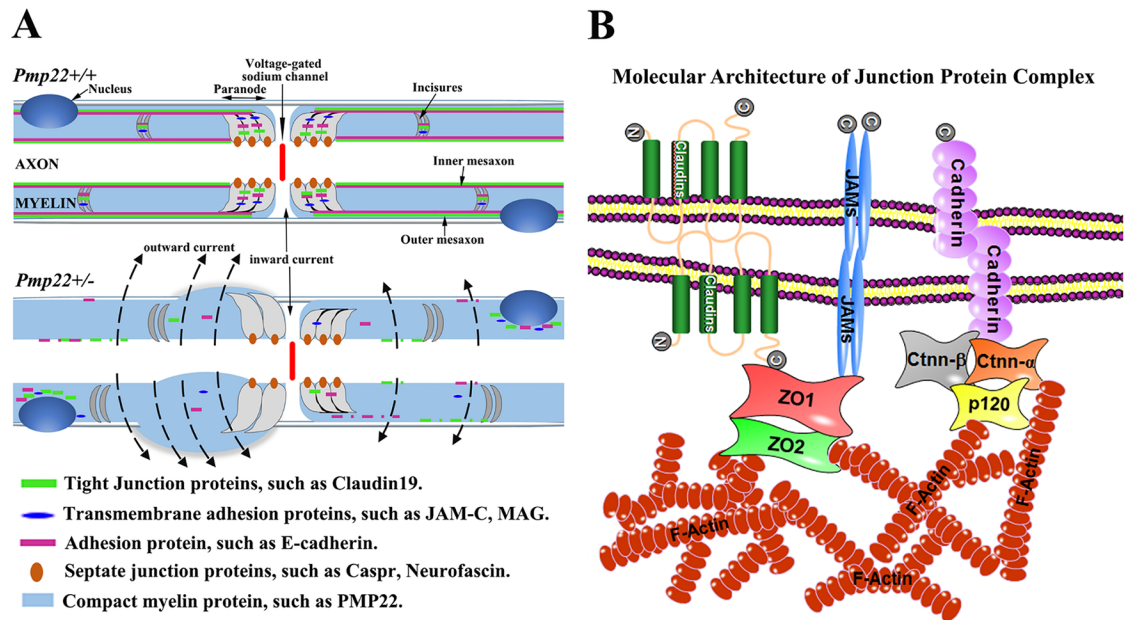 A
Pmp22+/+
Nucleus
Voltage-gated
sodium channel
Paranode
Incisures
AXON
Inner mesaxon
MYELIN
Outer mesaxon
outward current
inward current
Pmp22+/-
Tight Junction proteins, such as Claudin19.
Transmembrane adhesion proteins, such as JAM-C, MAG.
Adhesion protein, such as E-cadherin.
Septate junction proteins, such as Caspr, Neurofascin.
Compact myelin protein, such as PMP22.
B
Molecular Architecture of Junction Protein Complex
N
C
C
C
C
Claudins
JAMs
Cadherin
Claudins
JAMs
Cadherin
N
C
Ctnn-β
Ctnn-α
ZO1
p120
ZO2
F-Actin
F-Actin
F-Actin
F-Actin